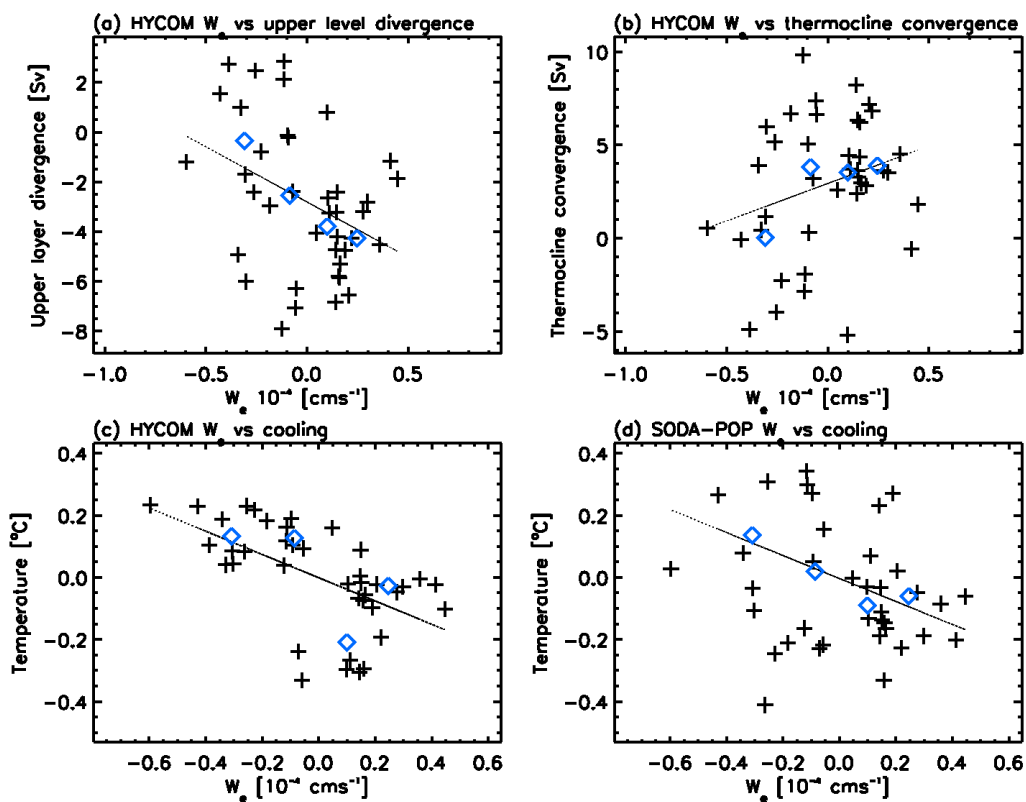 (a) HYCOM We vs upper level divergence
Upper layer divergence [Sv]
2
0
-2
-4
-6
-8
-1.0 -0.5 0.0 0.5
We 10⁻⁴ [cms⁻¹]
(b) HYCOM We vs thermocline convergence
Thermocline convergence [Sv]
10
5
0
-5
-1.0 -0.5 0.0 0.5
We 10⁻⁴ [cms⁻¹]
(c) HYCOM We vs cooling
Temperature [°C]
0.4
0.2
0.0
-0.2
-0.4
-0.6 -0.4 -0.2 0.0 0.2 0.4 0.6
We [10⁻⁴ cms⁻¹]
(d) SODA-POP We vs cooling
Temperature [°C]
0.4
0.2
0.0
-0.2
-0.4
-0.6 -0.4 -0.2 0.0 0.2 0.4 0.6
We [10⁻⁴ cms⁻¹]